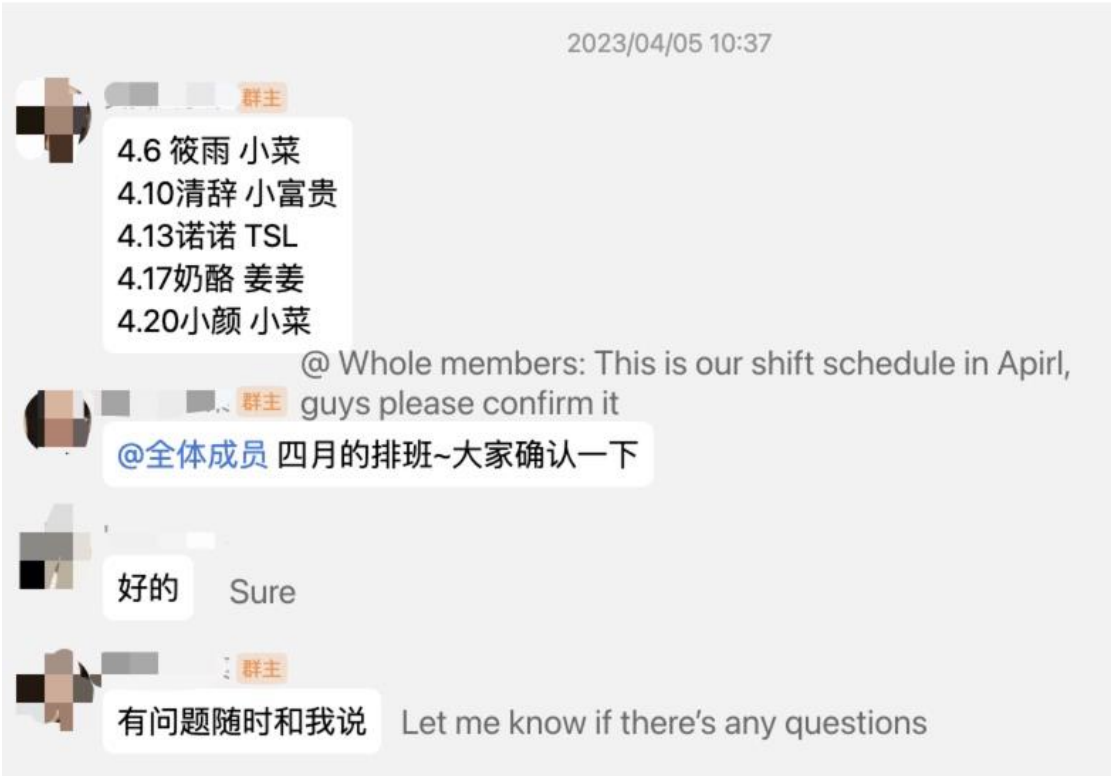 2023/04/05 10:37
群主
4.6 筱雨 小菜
4.10清辞 小富贵
4.13诺诺 TSL
4.17奶酪 姜姜
4.20小颜 小菜
@ Whole members: This is our shift schedule in Apirl,
群主 guys please confirm it
@全体成员 四月的排班~大家确认一下
好的 Sure
群主
有问题随时和我说 Let me know if there's any questions